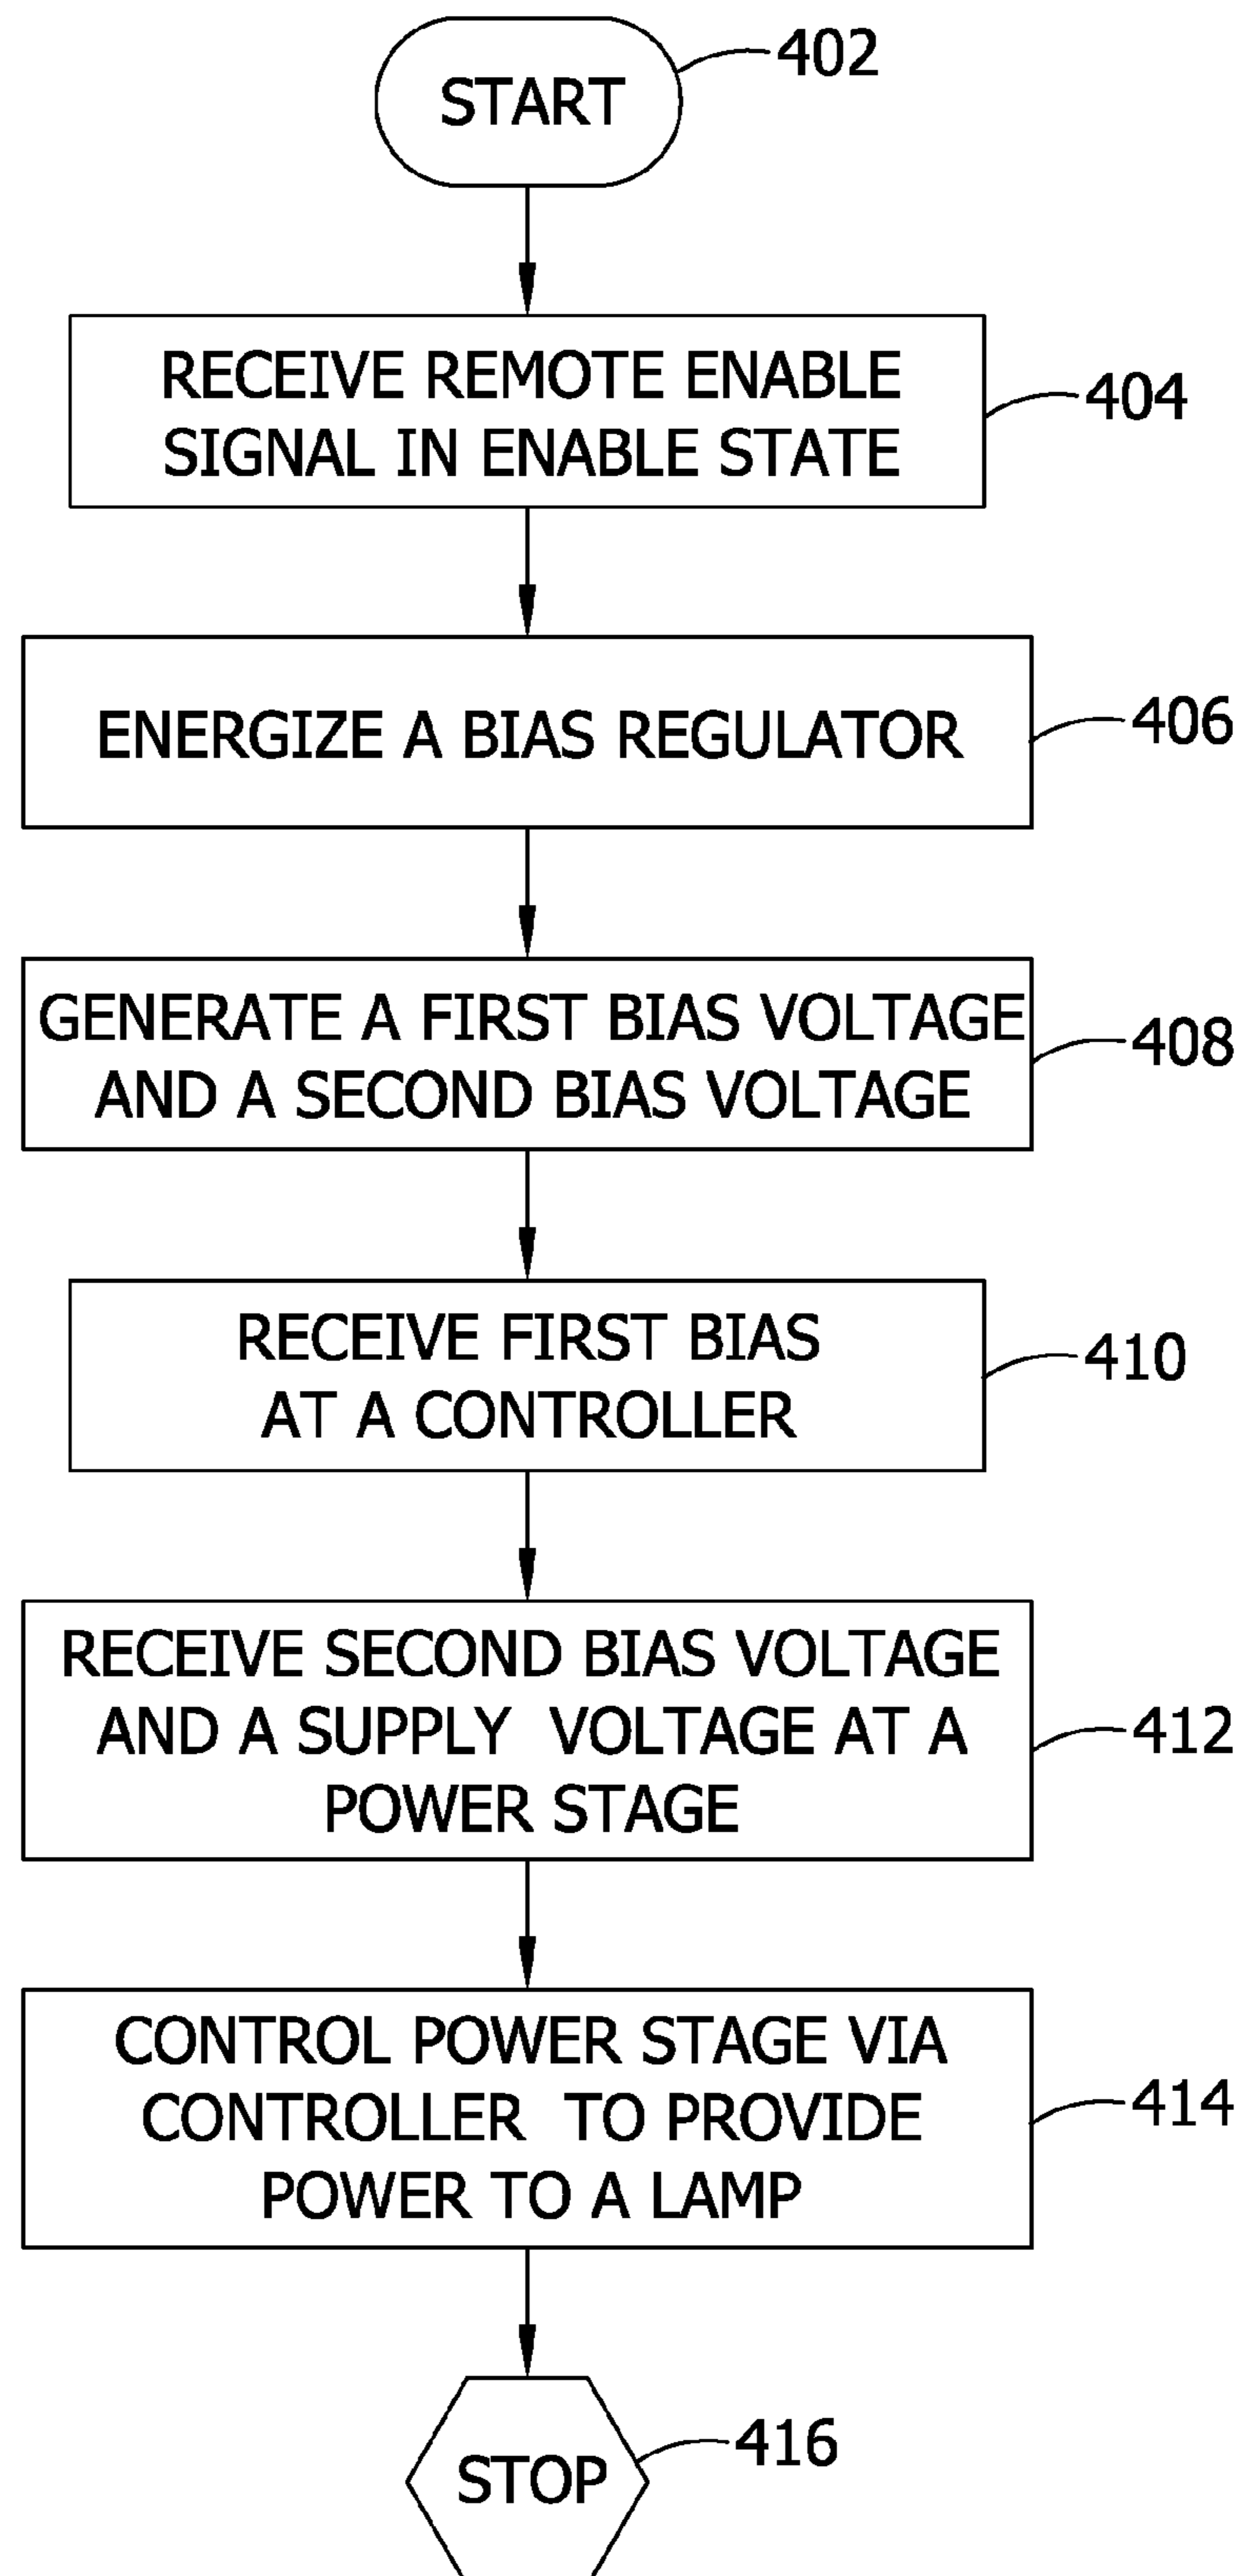 START
402
RECEIVE REMOTE ENABLE
SIGNAL IN ENABLE STATE
404
ENERGIZE A BIAS REGULATOR
406
GENERATE A FIRST BIAS VOLTAGE
AND A SECOND BIAS VOLTAGE
408
RECEIVE FIRST BIAS
AT A CONTROLLER
410
RECEIVE SECOND BIAS VOLTAGE
AND A SUPPLY VOLTAGE AT A
POWER STAGE
412
CONTROL POWER STAGE VIA
CONTROLLER TO PROVIDE
POWER TO A LAMP
414
STOP
416